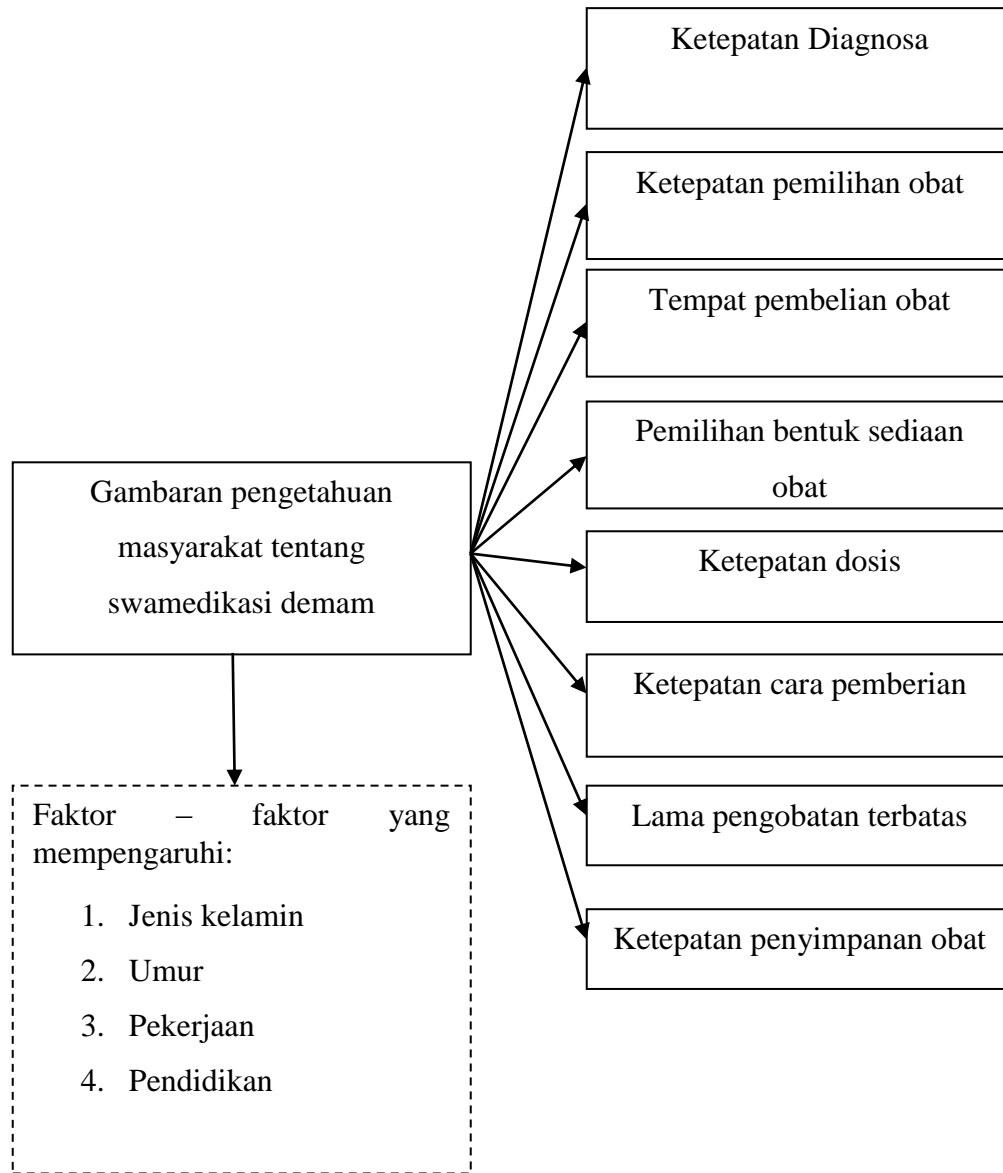 Ketepatan Diagnosa
Ketepatan pemilihan obat
Tempat pembelian obat
Pemilihan bentuk sediaan
obat
Gambaran pengetahuan
masyarakat tentang
swamedikasi demam
Ketepatan dosis
Ketepatan cara pemberian
Lama pengobatan terbatas
Ketepatan penyimpanan obat
Faktor – faktor yang
mempengaruhi:
1. Jenis kelamin
2. Umur
3. Pekerjaan
4. Pendidikan